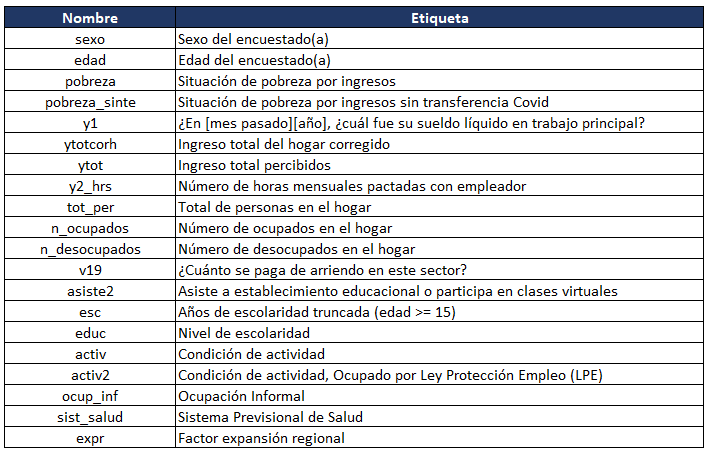 Nombre Etiqueta
sexo Sexo del encuestado(a)
edad Edad del encuestado(a)
pobreza Situación de pobreza por ingresos
pobreza_sinte Situación de pobreza por ingresos sin transferencia Covid
y1 ¿En [mes pasado][año], ¿cuál fue su sueldo líquido en trabajo principal?
ytotcorh Ingreso total del hogar corregido
ytot Ingreso total percibidos
y2_hrs Número de horas mensuales pactadas con empleador
tot_per Total de personas en el hogar
n_ocupados Número de ocupados en el hogar
n_desocupados Número de desocupados en el hogar
v19 ¿Cuánto se paga de arriendo en este sector?
asiste2 Asiste a establecimiento educacional o participa en clases virtuales
esc Años de escolaridad truncada (edad >= 15)
educ Nivel de escolaridad
activ Condición de actividad
activ2 Condición de actividad, Ocupado por Ley Protección Empleo (LPE)
ocup_inf Ocupación Informal
sist_salud Sistema Previsional de Salud
expr Factor expansión regional